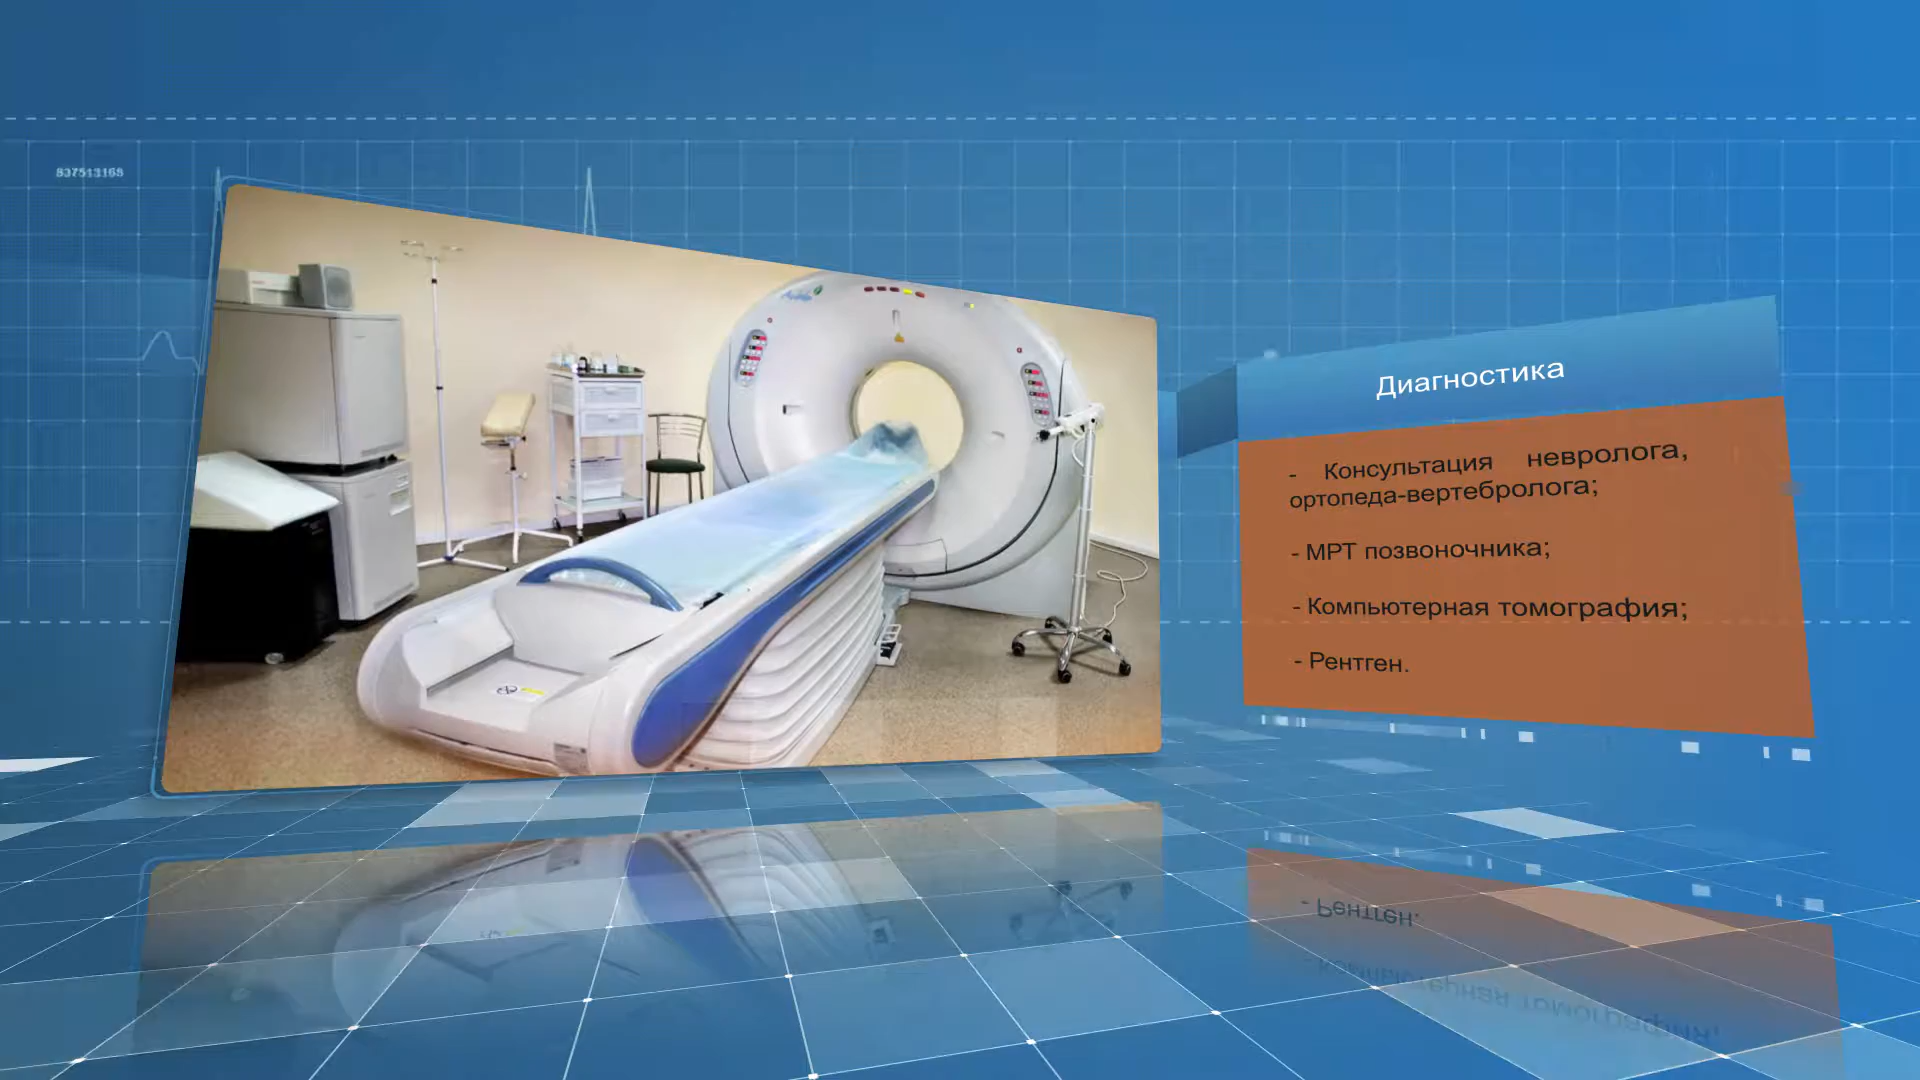 837513168
Диагностика
- Консультация невролога,
ортопеда-вертебролога;
- МРТ позвоночника;
- Компьютерная томография;
- Рентген.